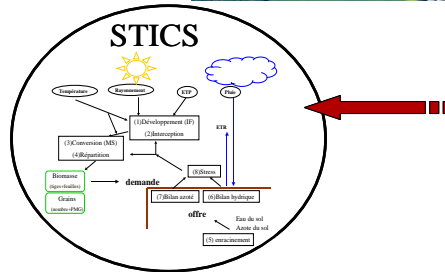 STICS
Température
Rayonnement
ETP
Pluie
(1)Développement (IF)
(2)Interception
ETR
(3)Conversion (MS)
(4)Répartition
(8)Stress
Biomasse
(tiges+feuilles)
demande
Grains
(nombre+PMG)
(7)Bilan azoté
(6)Bilan hydrique
offre
Eau du sol
Azote du sol
(5) enracinement